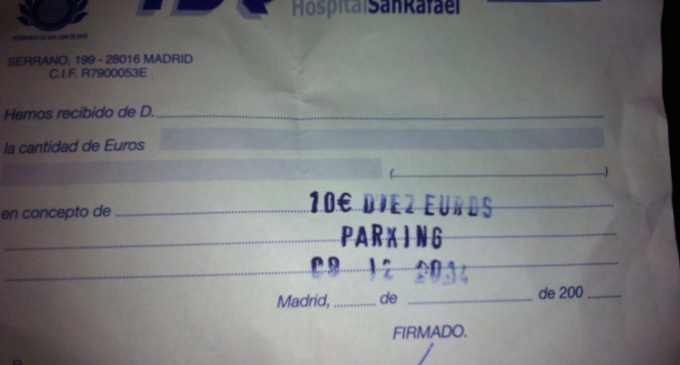 HospitalSanRafael
SERRANO, 199 - 28016 MADRID
C.I.F. R7900053E
Hemos recibido de D.
la cantidad de Euros
( )
en concepto de 10€ DIEZ EUROS
PARKING
Madrid, de de 200
FIRMADO.